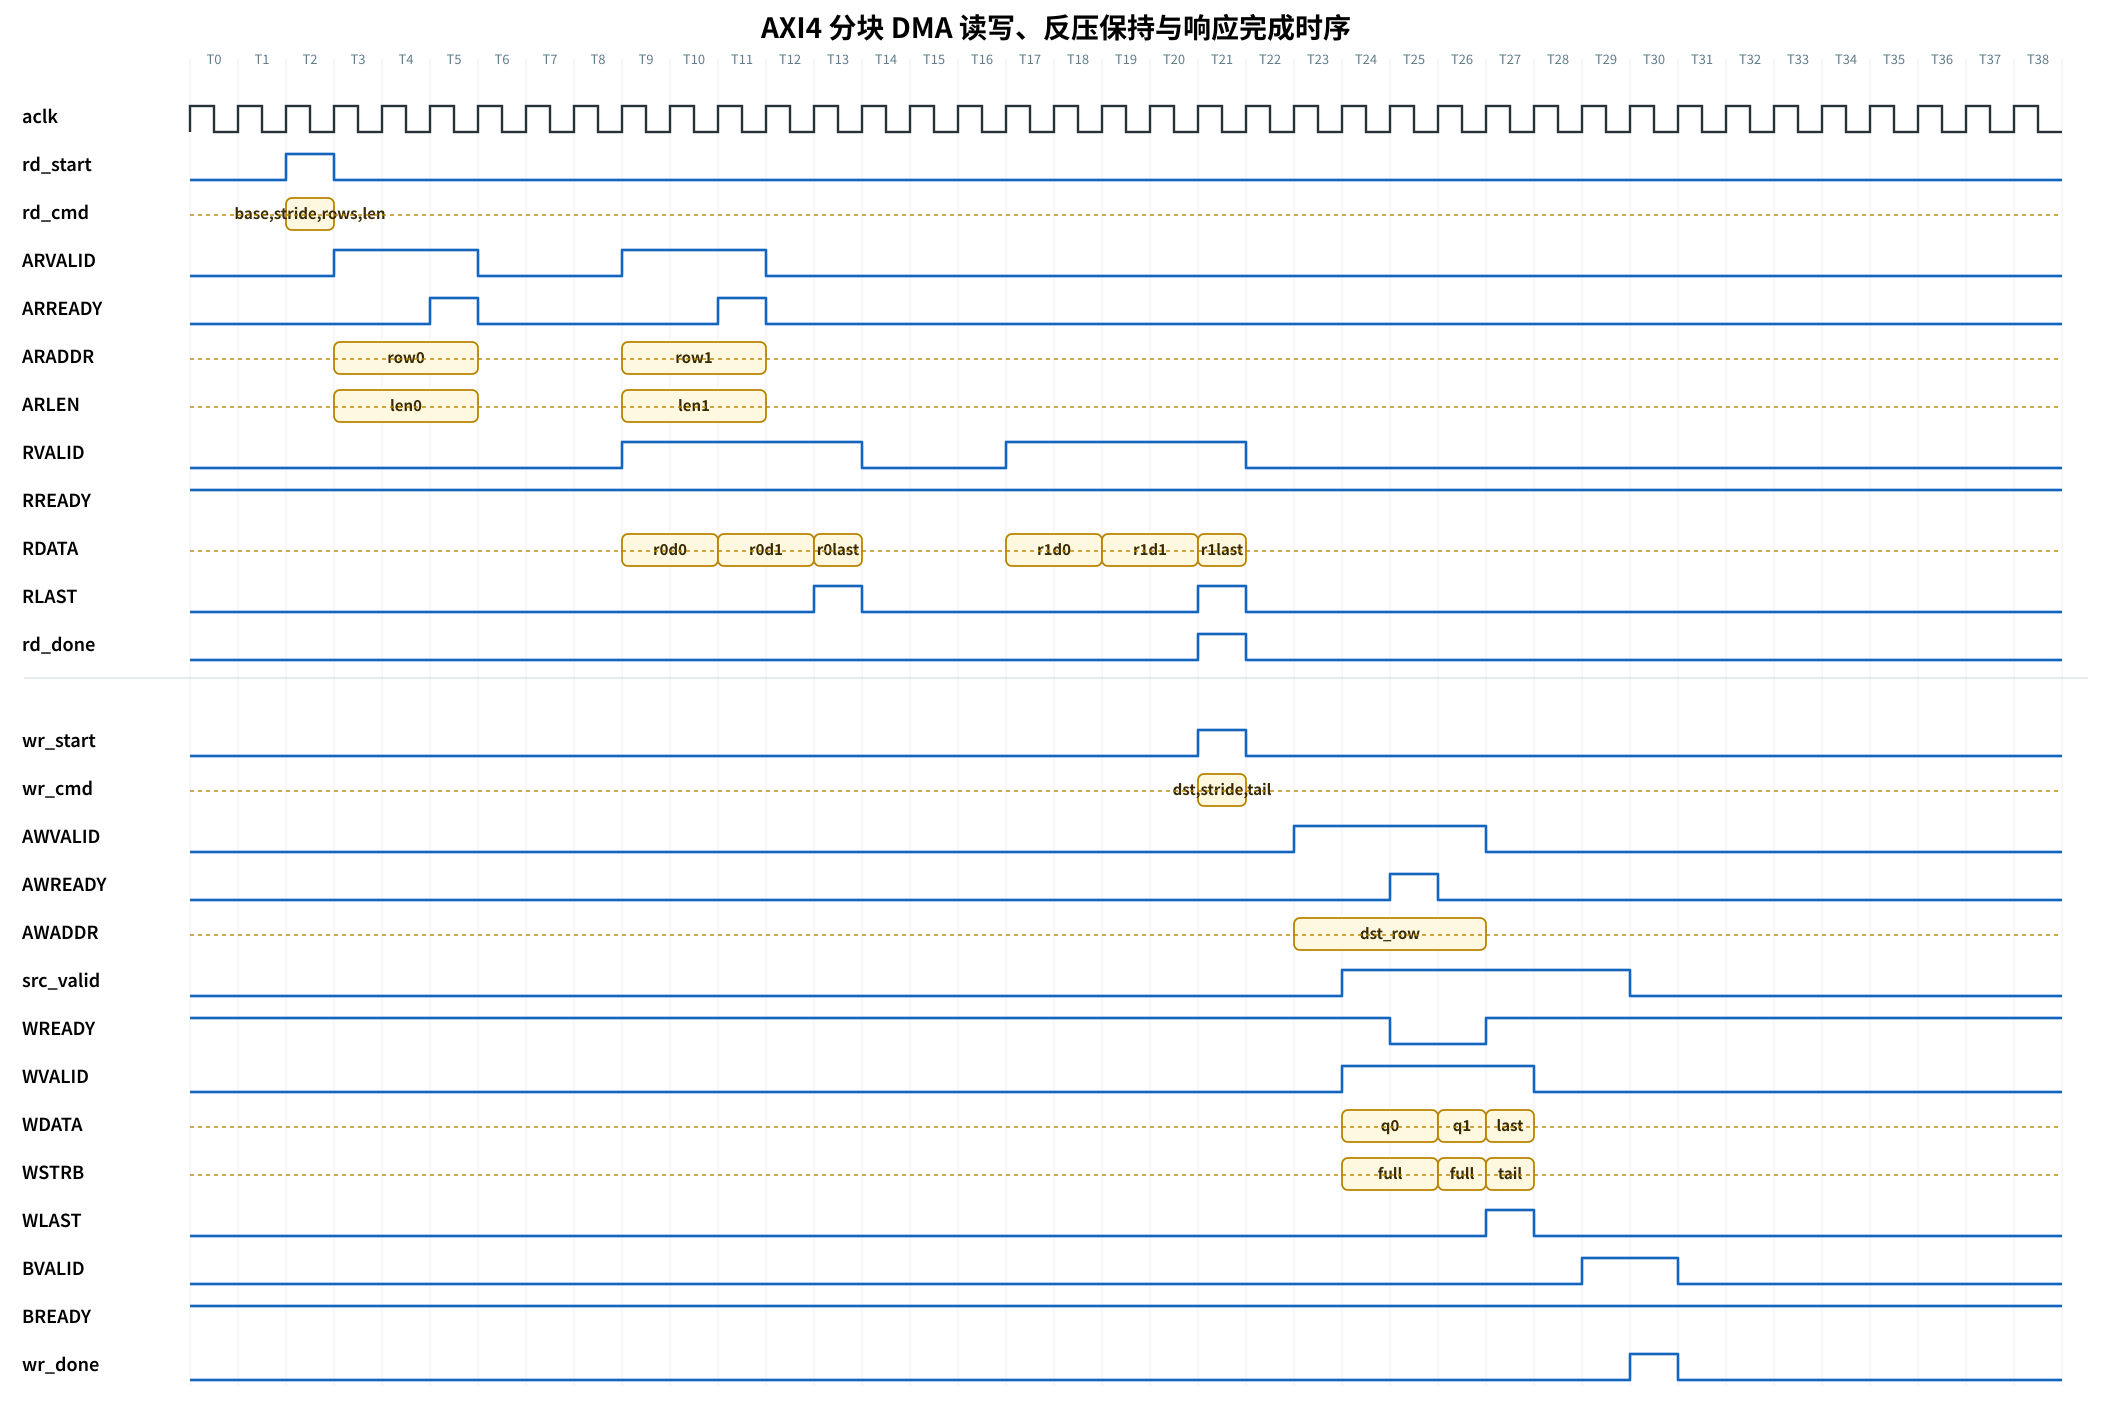 AXI4 分块 DMA 读写、反压保持与响应完成时序
T0 T1 T2 T3 T4 T5 T6 T7 T8 T9 T10 T11 T12 T13 T14 T15 T16 T17 T18 T19 T20 T21 T22 T23 T24 T25 T26 T27 T28 T29 T30 T31 T32 T33 T34 T35 T36 T37 T38
aclk
rd_start
rd_cmd base,stride,rows,len
ARVALID
ARREADY
ARADDR row0 row1
ARLEN len0 len1
RVALID
RREADY
RDATA r0d0 r0d1 r0last r1d0 r1d1 r1last
RLAST
rd_done
wr_start
wr_cmd dst,stride,tail
AWVALID
AWREADY
AWADDR dst_row
src_valid
WREADY
WVALID
WDATA q0 q1 last
WSTRB full full tail
WLAST
BVALID
BREADY
wr_done